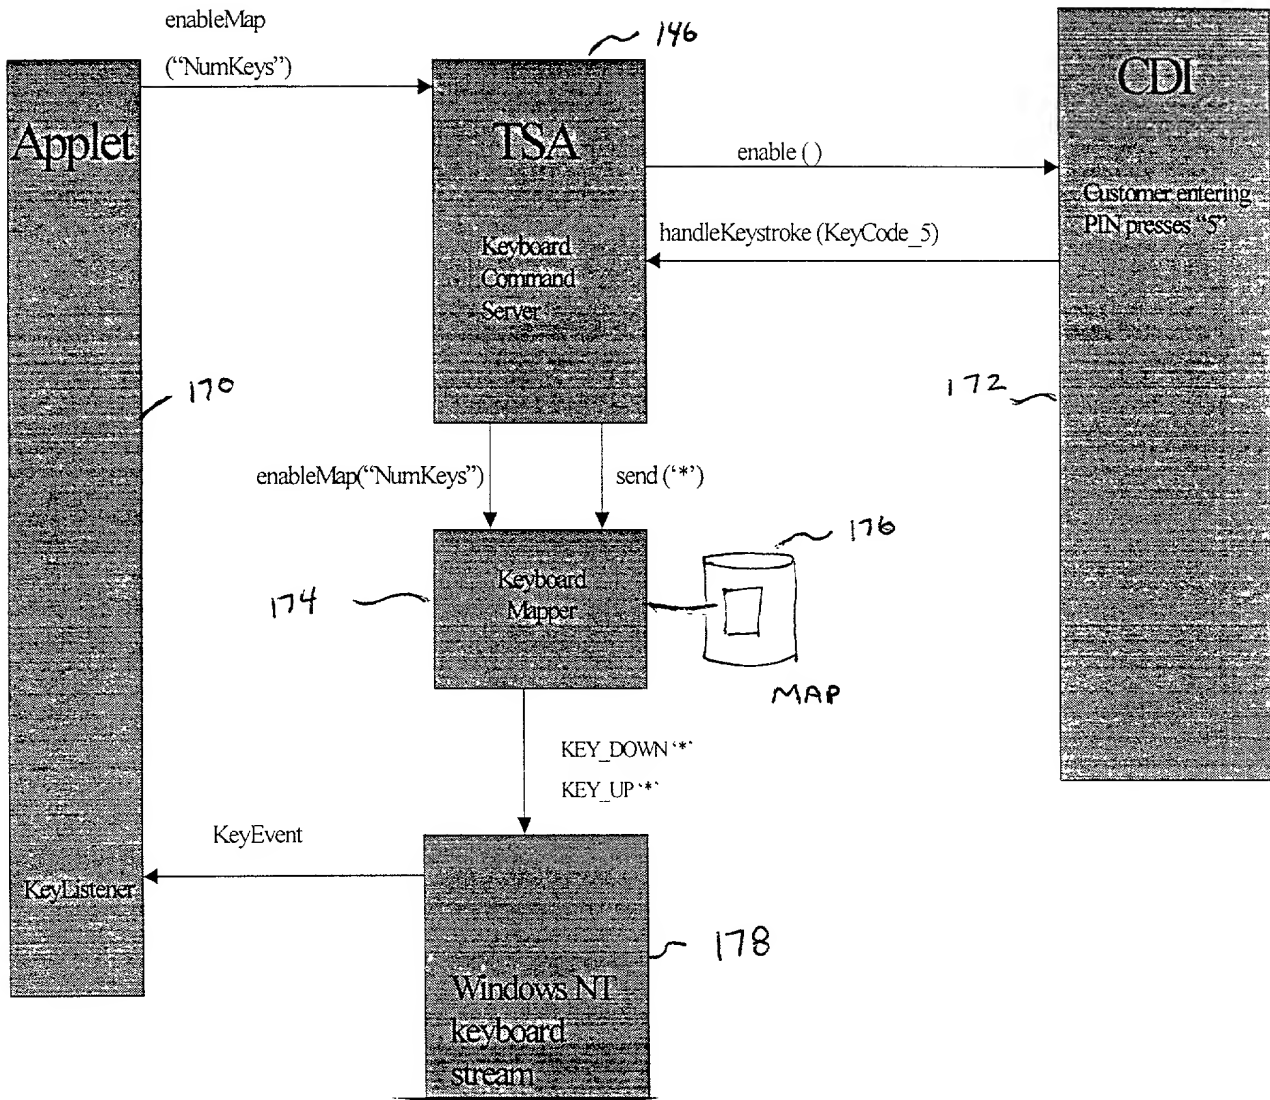 enableMap
(“NumKeys”)
146
Applet
TSA
CDI
enable ( )
Customer entering
PIN presses “5”
handleKeystroke (KeyCode_5)
Keyboard
Command
Server
170
172
enableMap(“NumKeys”)
send (‘*’)
176
Keyboard
Mapper
174
MAP
KEY_DOWN ‘*’
KEY_UP ‘*’
KeyEvent
KeyListener
178
Windows NT
keyboard
stream